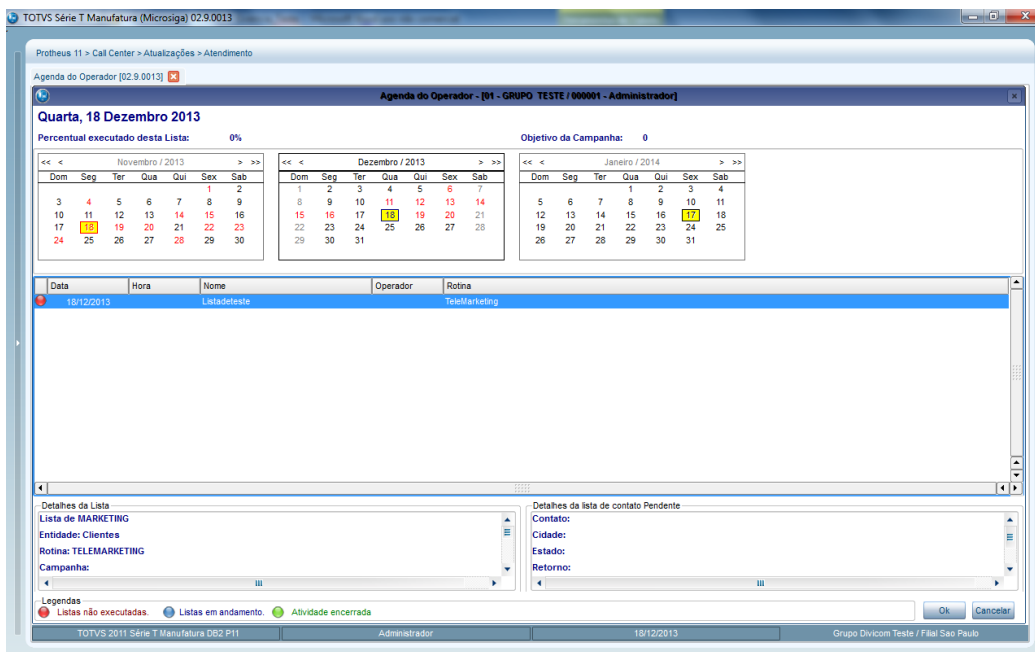 TOTVS Série T Manufatura (Microsiga) 02.9.0013
Protheus 11 > Call Center > Atualizações > Atendimento
Agenda do Operador [02.9.0013]
Agenda do Operador - [01 - GRUPO TESTE / 000001 - Administrador]
Quarta, 18 Dezembro 2013
Percentual executado desta Lista: 0% Objetivo da Campanha: 0
<< < Novembro / 2013 > >> << < Dezembro / 2013 > >> << < Janeiro / 2014 > >>
Dom Seg Ter Qua Qui Sex Sab Dom Seg Ter Qua Qui Sex Sab Dom Seg Ter Qua Qui Sex Sab
1 2 1 2 3 4 5 6 7 1 2 3 4
3 4 5 6 7 8 9 8 9 10 11 12 13 14 5 6 7 8 9 10 11
10 11 12 13 14 15 16 15 16 17 18 19 20 21 12 13 14 15 16 17 18
17 18 19 20 21 22 23 22 23 24 25 26 27 28 19 20 21 22 23 24 25
24 25 26 27 28 29 30 29 30 31 26 27 28 29 30 31
Data Hora Nome Operador Rotina
18/12/2013 Listadeteste TeleMarketing
Detalhes da Lista Detalhes da lista de contato Pendente
Lista de MARKETING Contato:
Entidade: Clientes Cidade:
Rotina: TELEMARKETING Estado:
Campanha: Retorno:
Legendas
Listas não executadas. Listas em andamento. Atividade encerrada Ok Cancelar
TOTVS 2011 Série T Manufatura DB2 P11 Administrador 18/12/2013 Grupo Divicom Teste / Filial Sao Paulo